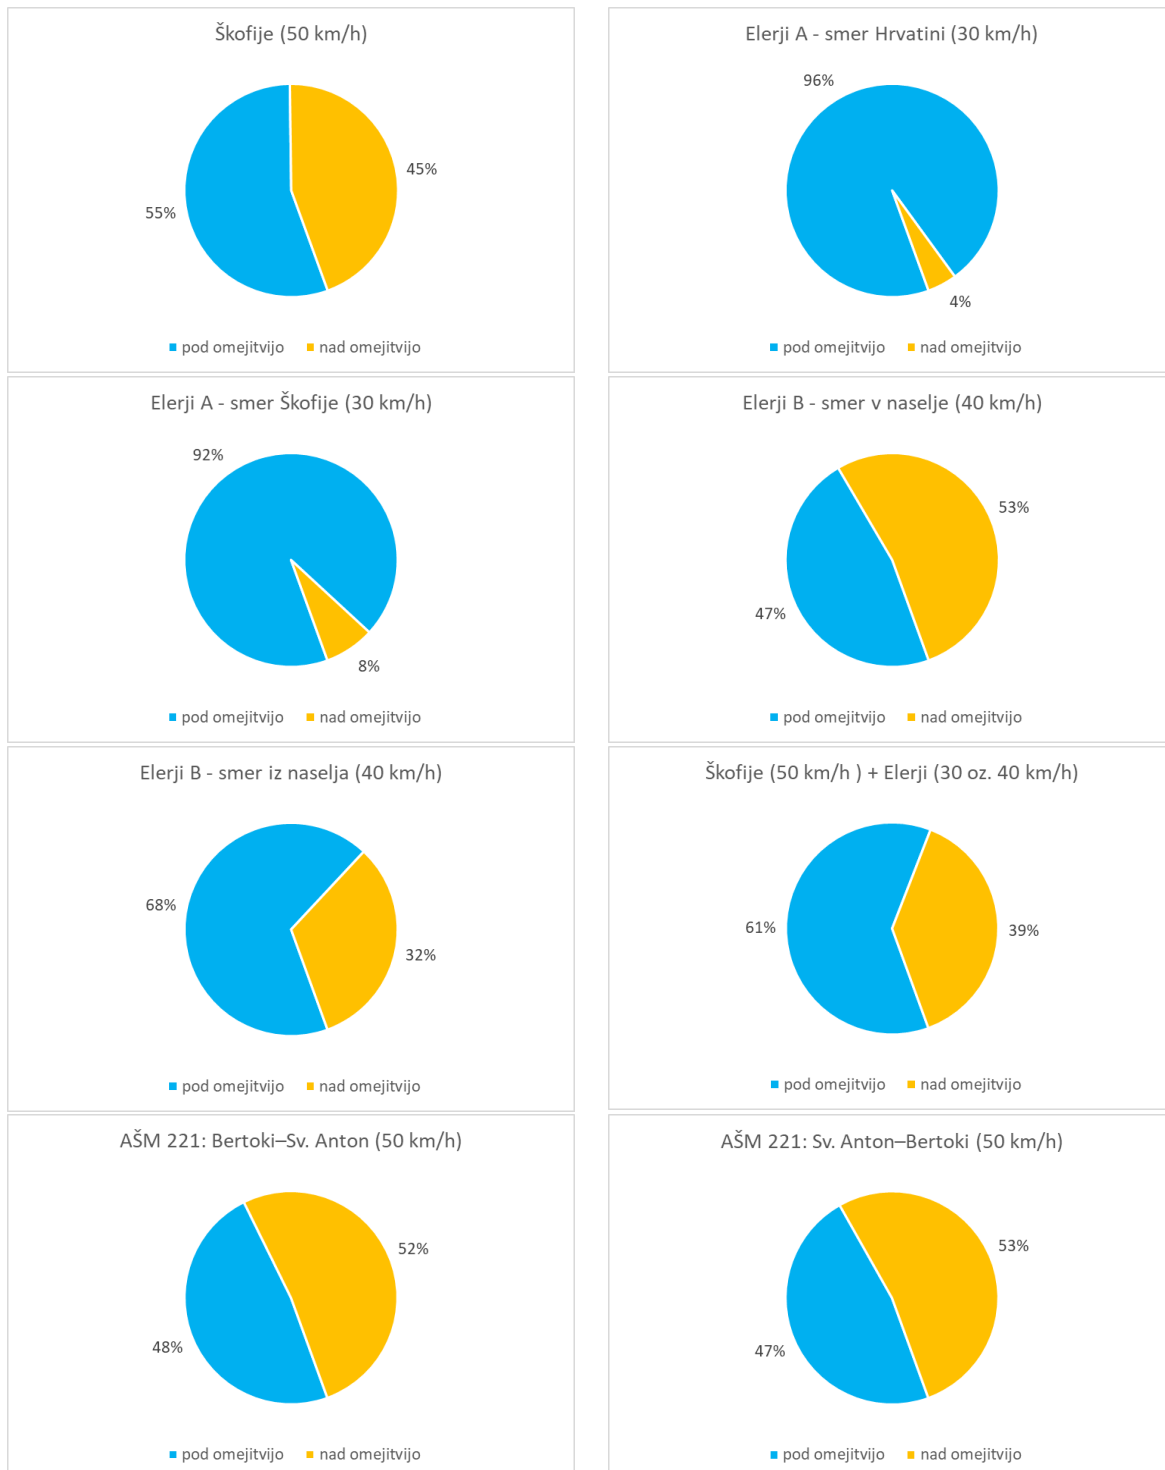 Škofije (50 km/h)
45%
55%
pod omejitvijo nad omejitvijo
Elerji A - smer Hrvatini (30 km/h)
96%
4%
pod omejitvijo nad omejitvijo
Elerji A - smer Škofije (30 km/h)
92%
8%
pod omejitvijo nad omejitvijo
Elerji B - smer v naselje (40 km/h)
53%
47%
pod omejitvijo nad omejitvijo
Elerji B - smer iz naselja (40 km/h)
68%
32%
pod omejitvijo nad omejitvijo
Škofije (50 km/h ) + Elerji (30 oz. 40 km/h)
61%
39%
pod omejitvijo nad omejitvijo
AŠM 221: Bertoki–Sv. Anton (50 km/h)
52%
48%
pod omejitvijo nad omejitvijo
AŠM 221: Sv. Anton–Bertoki (50 km/h)
53%
47%
pod omejitvijo nad omejitvijo